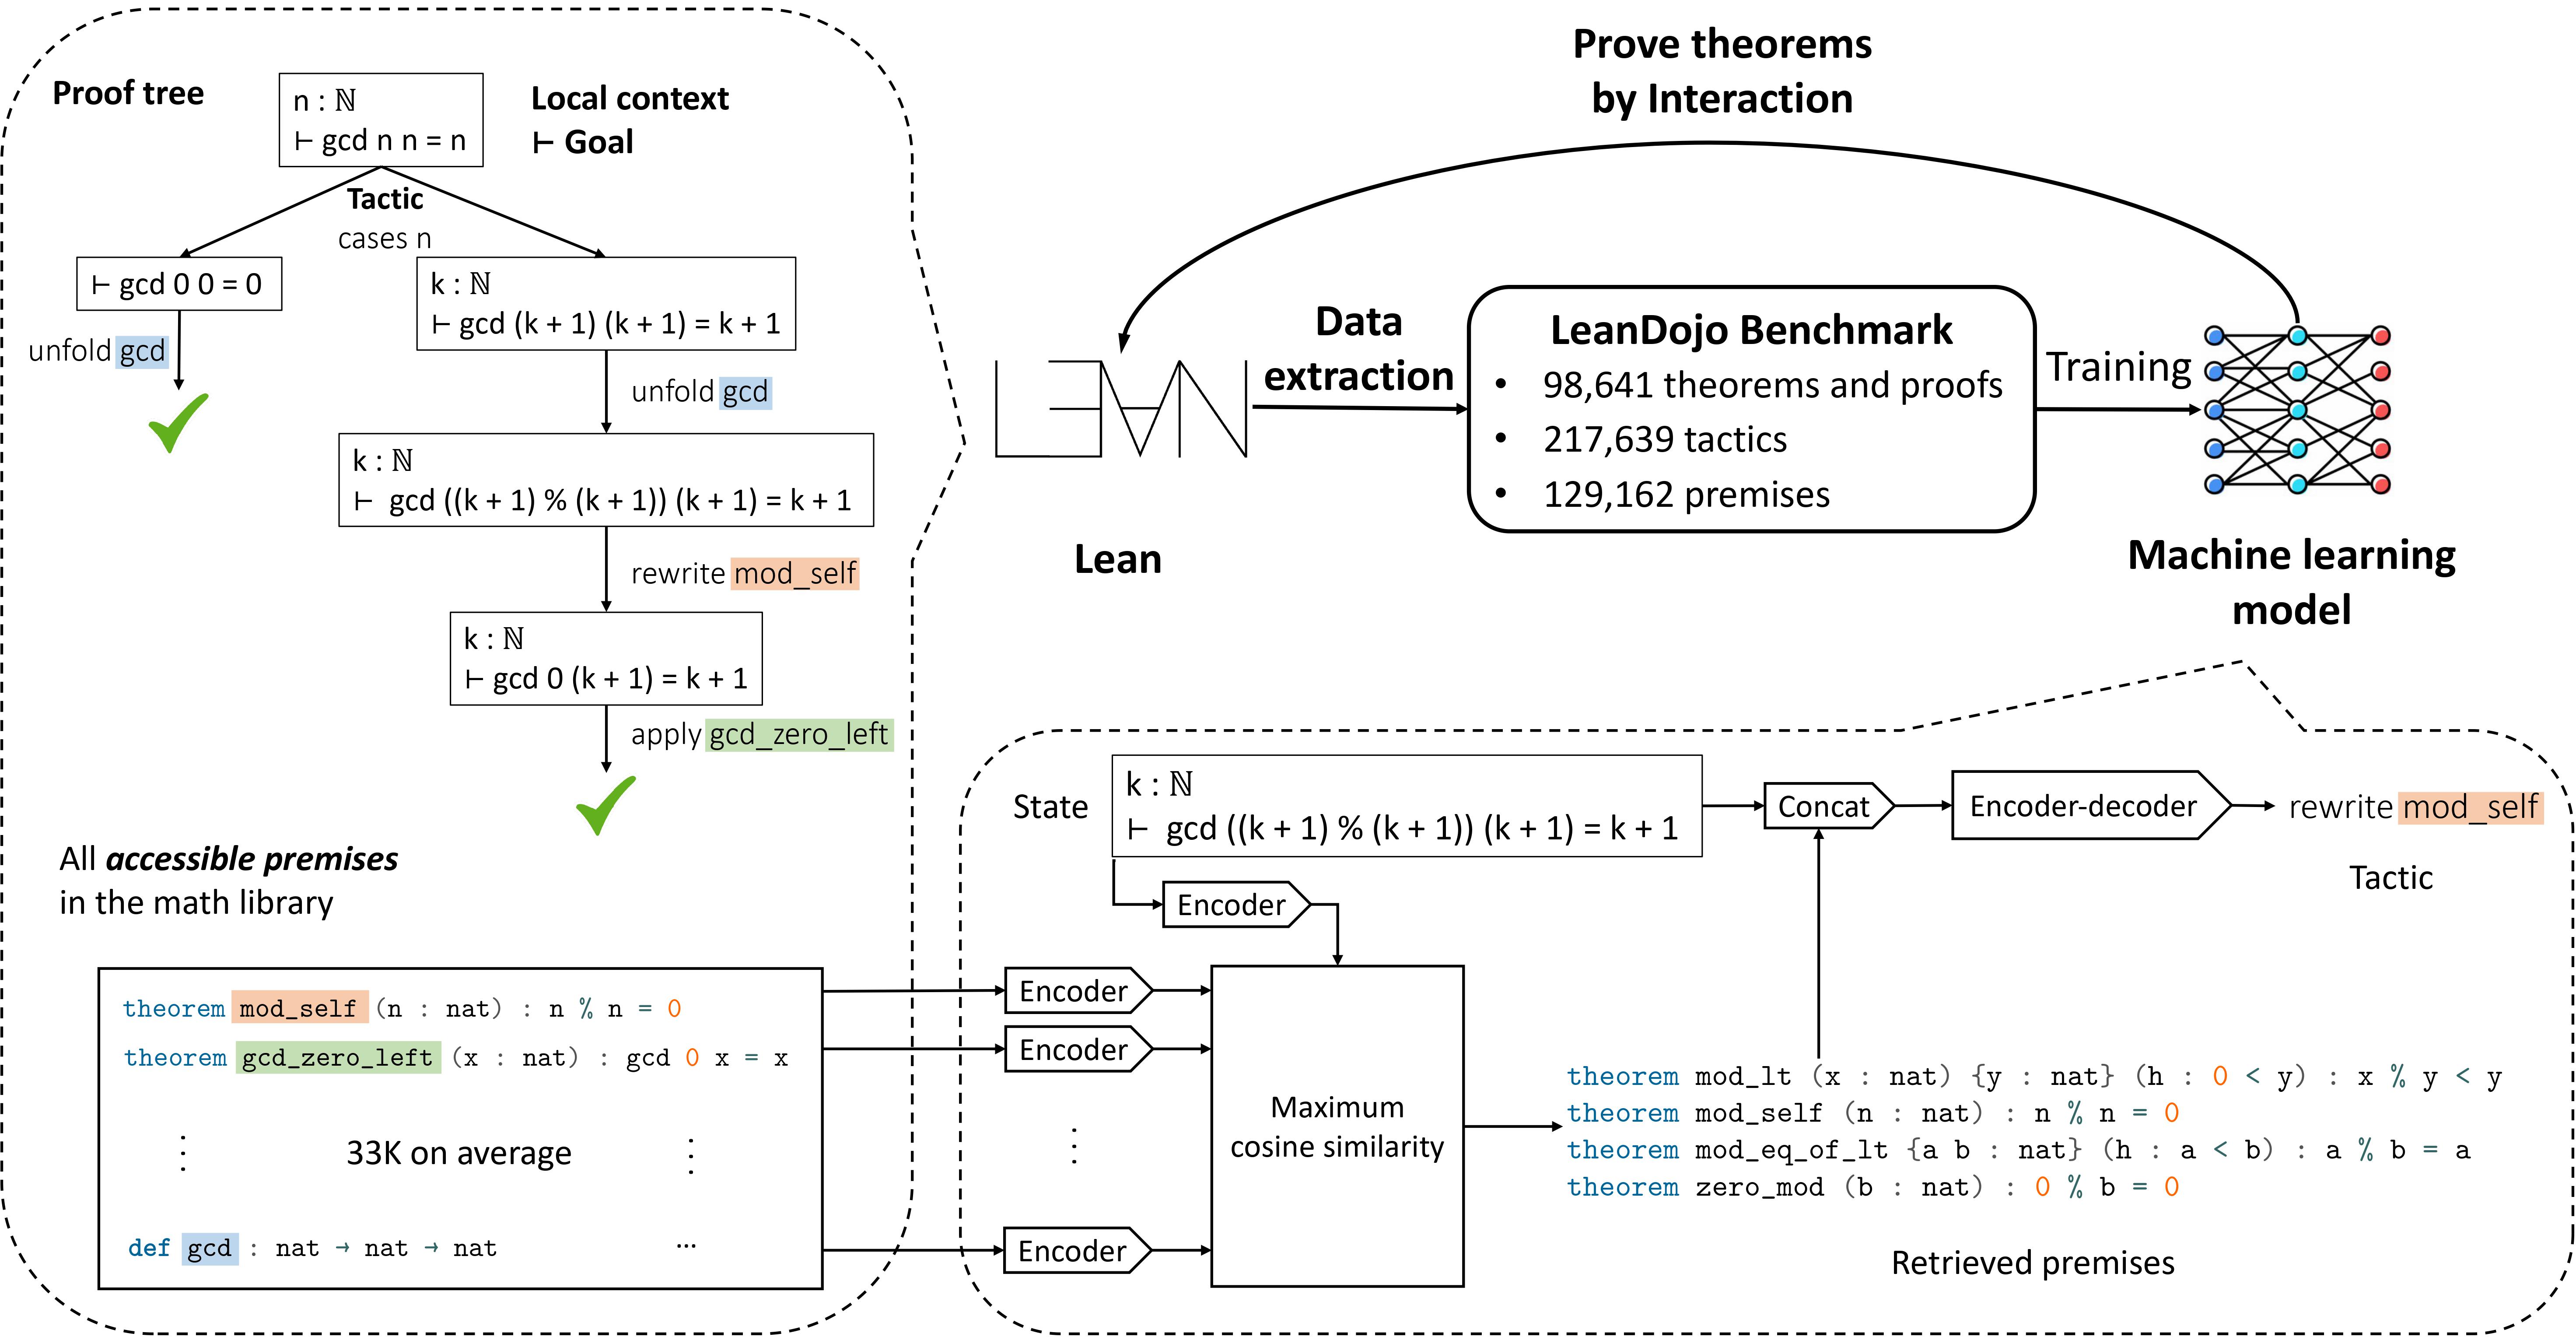 Proof tree
n : ℕ
⊢ gcd n n = n
Local context
⊢ Goal
Tactic
cases n
⊢ gcd 0 0 = 0
k : ℕ
⊢ gcd (k + 1) (k + 1) = k + 1
unfold gcd
unfold gcd
k : ℕ
⊢ gcd ((k + 1) % (k + 1)) (k + 1) = k + 1
rewrite mod_self
k : ℕ
⊢ gcd 0 (k + 1) = k + 1
apply gcd_zero_left
All accessible premises
in the math library
theorem mod_self (n : nat) : n % n = 0
theorem gcd_zero_left (x : nat) : gcd 0 x = x
⋮ 33K on average ⋮
def gcd : nat → nat → nat ...
Prove theorems
by Interaction
LEAN
Lean
Data
extraction
LeanDojo Benchmark
• 98,641 theorems and proofs
• 217,639 tactics
• 129,162 premises
Training
Machine learning
model
State
k : ℕ
⊢ gcd ((k + 1) % (k + 1)) (k + 1) = k + 1
Concat
Encoder-decoder
rewrite mod_self
Tactic
Encoder
Encoder
Encoder
⋮
Encoder
Maximum
cosine similarity
theorem mod_lt (x : nat) {y : nat} (h : 0 < y) : x % y < y
theorem mod_self (n : nat) : n % n = 0
theorem mod_eq_of_lt {a b : nat} (h : a < b) : a % b = a
theorem zero_mod (b : nat) : 0 % b = 0
Retrieved premises